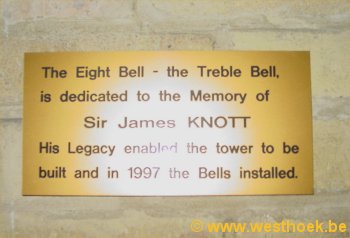 The Eight Bell - the Treble Bell,
is dedicated to the Memory of
Sir James KNOTT
His Legacy enabled the tower to be
built and in 1997 the Bells installed.
© www.westhoek.be